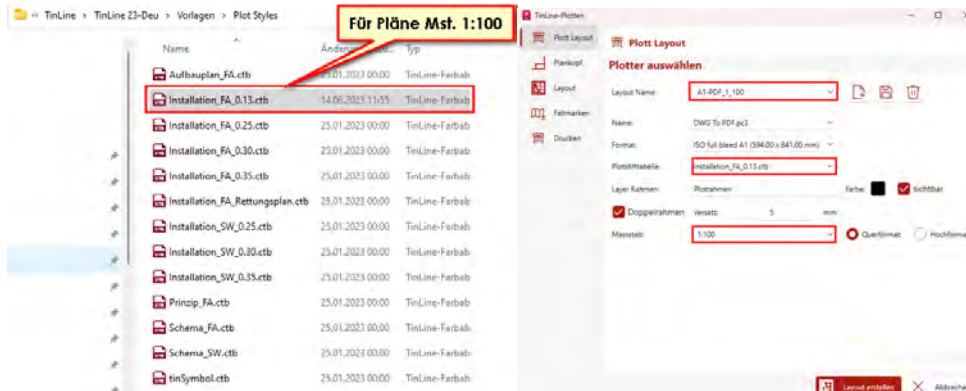 « TinLine › TinLine 23-Deu › Vorlagen › Plot Styles
Für Pläne Mst. 1:100
Name
Typ
Aufbauplan_FA.ctb
25.01.2023 00:00 TinLine-Farbab
Installation_FA_0.13.ctb
14.06.2023 11:55 TinLine-Farbab
Installation_FA_0.25.ctb
25.01.2023 00:00 TinLine-Farbab
Installation_FA_0.30.ctb
25.01.2023 00:00 TinLine-Farbab
Installation_FA_0.35.ctb
25.01.2023 00:00 TinLine-Farbab
Installation_FA_Rettungsplan.ctb
25.01.2023 00:00 TinLine-Farbab
Installation_SW_0.25.ctb
25.01.2023 00:00 TinLine-Farbab
Installation_SW_0.30.ctb
25.01.2023 00:00 TinLine-Farbab
Installation_SW_0.35.ctb
25.01.2023 00:00 TinLine-Farbab
Prinzip_FA.ctb
25.01.2023 00:00 TinLine-Farbab
Schema_FA.ctb
25.01.2023 00:00 TinLine-Farbab
Schema_SW.ctb
25.01.2023 00:00 TinLine-Farbab
tinSymbol.ctb
25.01.2023 00:00 TinLine-Farbab
TinLine-Plotten
Plott Layout
Plankopf
Layout
Faltmarken
Drucken
Plott Layout
Plotter auswählen
Layout Name: A1-PDF_1_100
Name: DWG To PDF.pc3
Format: ISO full bleed A1 (594.00 x 841.00 mm)
Plotstifttabelle: Installation_FA_0.13.ctb
Layer Rahmen: Plotrahmen Farbe: sichtbar
Doppelrahmen Versatz: 5 mm
Massstab: 1:100 Querformat Hochforma
Layout erstellen Abbreche